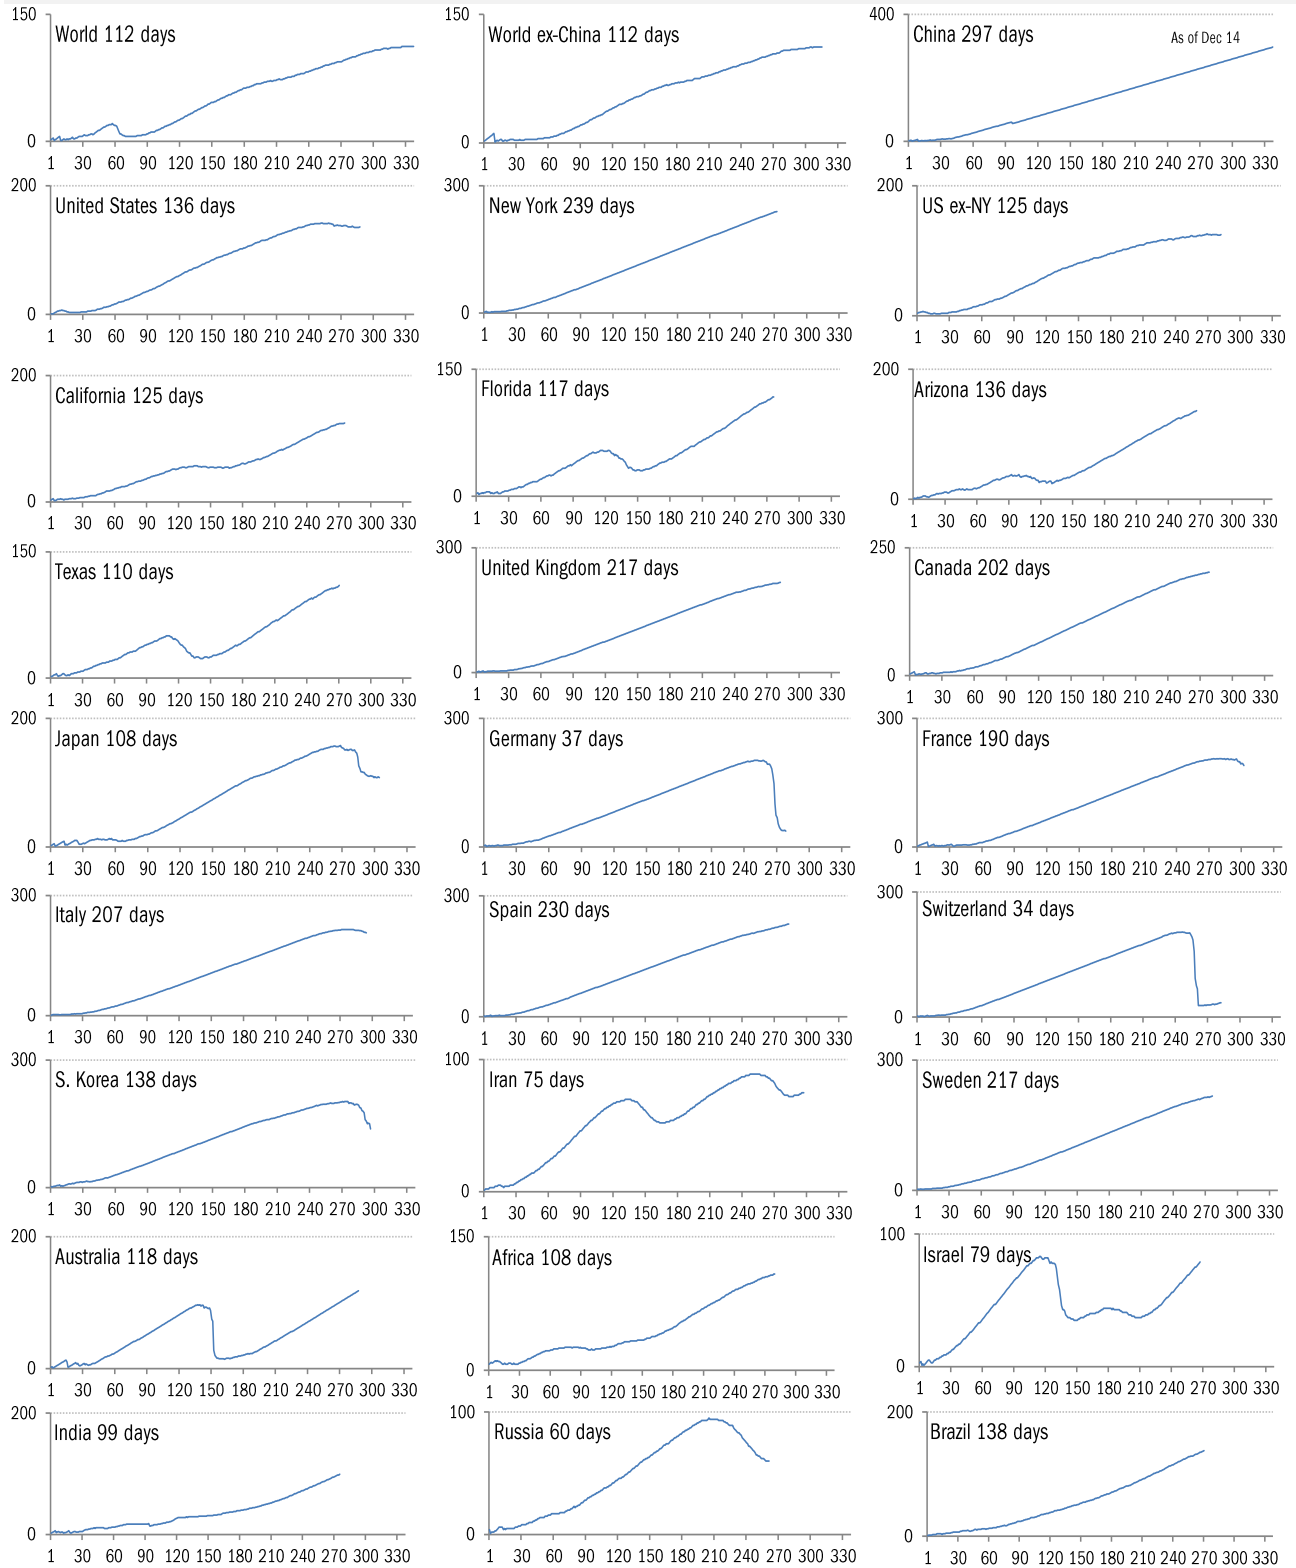 150 150 400
World 112 days World ex-China 112 days China 297 days As of Dec 14
0 0 0
1 30 60 90 120 150 180 210 240 270 300 330 1 30 60 90 120 150 180 210 240 270 300 330 1 30 60 90 120 150 180 210 240 270 300 330
200 300 200
United States 136 days New York 239 days US ex-NY 125 days
0 0 0
1 30 60 90 120 150 180 210 240 270 300 330 1 30 60 90 120 150 180 210 240 270 300 330 1 30 60 90 120 150 180 210 240 270 300 330
200 150 200
California 125 days Florida 117 days Arizona 136 days
0 0 0
1 30 60 90 120 150 180 210 240 270 300 330 1 30 60 90 120 150 180 210 240 270 300 330 1 30 60 90 120 150 180 210 240 270 300 330
150 300 250
Texas 110 days United Kingdom 217 days Canada 202 days
0 0 0
1 30 60 90 120 150 180 210 240 270 300 330 1 30 60 90 120 150 180 210 240 270 300 330 1 30 60 90 120 150 180 210 240 270 300 330
200 300 300
Japan 108 days Germany 37 days France 190 days
0 0 0
1 30 60 90 120 150 180 210 240 270 300 330 1 30 60 90 120 150 180 210 240 270 300 330 1 30 60 90 120 150 180 210 240 270 300 330
300 300 300
Italy 207 days Spain 230 days Switzerland 34 days
0 0 0
1 30 60 90 120 150 180 210 240 270 300 330 1 30 60 90 120 150 180 210 240 270 300 330 1 30 60 90 120 150 180 210 240 270 300 330
300 100 300
S. Korea 138 days Iran 75 days Sweden 217 days
0 0 0
1 30 60 90 120 150 180 210 240 270 300 330 1 30 60 90 120 150 180 210 240 270 300 330 1 30 60 90 120 150 180 210 240 270 300 330
200 150 100
Australia 118 days Africa 108 days Israel 79 days
0 0 0
1 30 60 90 120 150 180 210 240 270 300 330 1 30 60 90 120 150 180 210 240 270 300 330 1 30 60 90 120 150 180 210 240 270 300 330
200 100 200
India 99 days Russia 60 days Brazil 138 days
0 0 0
1 30 60 90 120 150 180 210 240 270 300 330 1 30 60 90 120 150 180 210 240 270 300 330 1 30 60 90 120 150 180 210 240 270 300 330